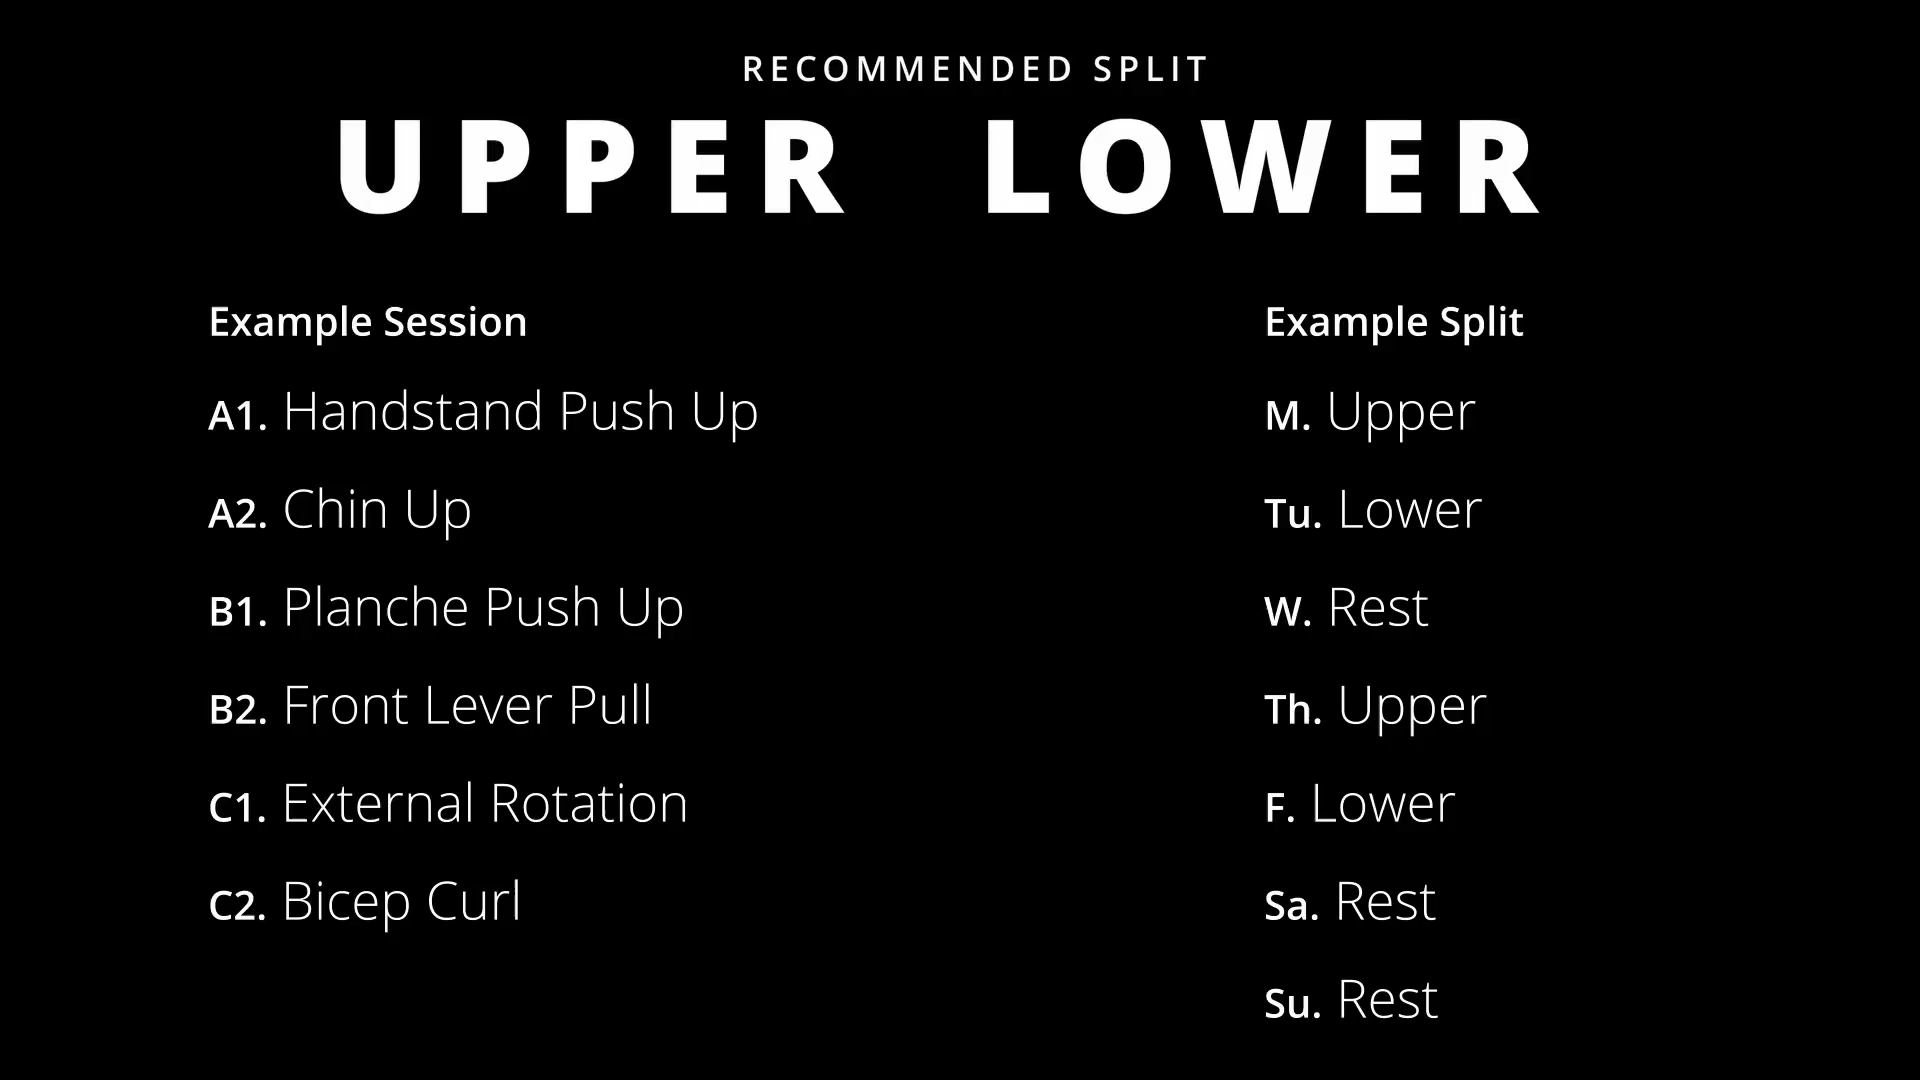 RECOMMENDED SPLIT
UPPER LOWER
Example Session
A1. Handstand Push Up
A2. Chin Up
B1. Planche Push Up
B2. Front Lever Pull
C1. External Rotation
C2. Bicep Curl
Example Split
M. Upper
Tu. Lower
W. Rest
Th. Upper
F. Lower
Sa. Rest
Su. Rest